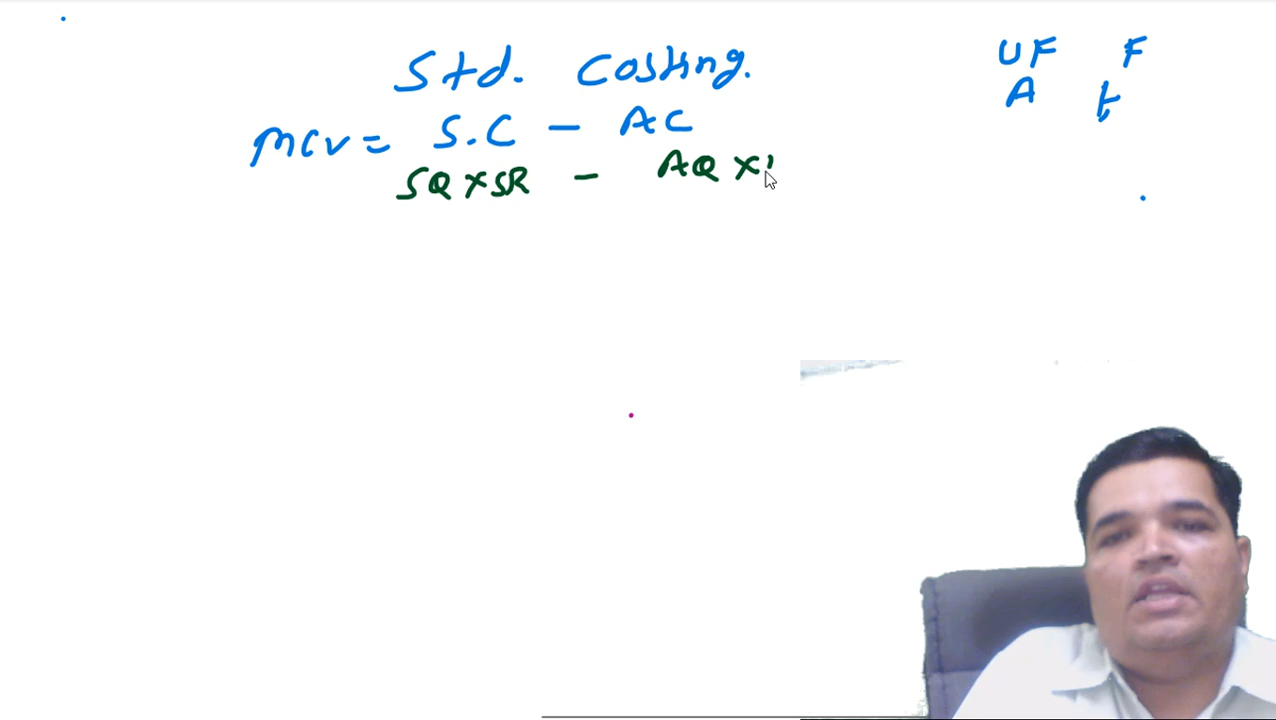 Std. Costing.
UF F
A F
MCV = S.C - AC
SQ X SR - AQ X